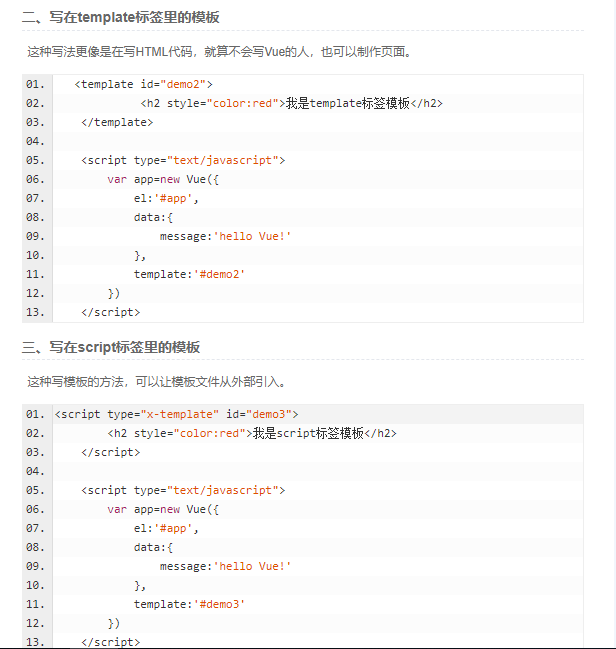 二、写在template标签里的模板
这种写法更像是在写HTML代码，就算不会写Vue的人，也可以制作页面。
01. <template id="demo2">
02. <h2 style="color:red">我是template标签模板</h2>
03. </template>
04.
05. <script type="text/javascript">
06. var app=new Vue({
07. el:'#app',
08. data:{
09. message:'hello Vue!'
10. },
11. template:'#demo2'
12. })
13. </script>
三、写在script标签里的模板
这种写模板的方法，可以让模板文件从外部引入。
01. <script type="x-template" id="demo3">
02. <h2 style="color:red">我是script标签模板</h2>
03. </script>
04.
05. <script type="text/javascript">
06. var app=new Vue({
07. el:'#app',
08. data:{
09. message:'hello Vue!'
10. },
11. template:'#demo3'
12. })
13. </script>